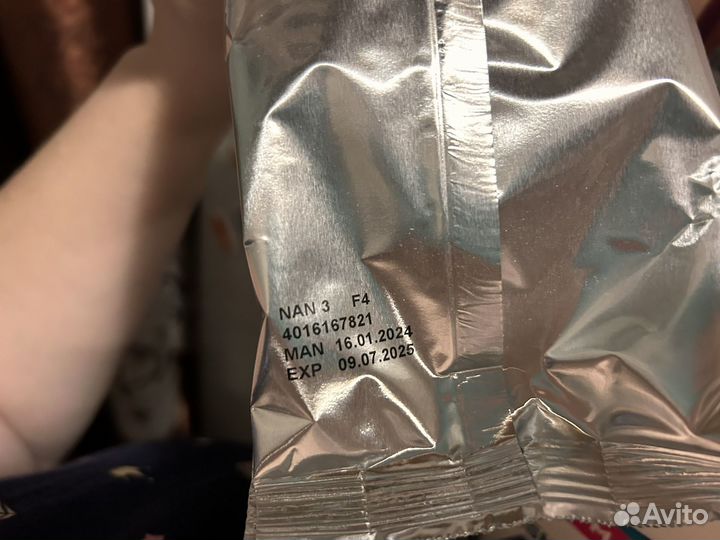 NAN 3 F4
4016167821
MAN 16.01.2024
EXP 09.07.2025
Avito